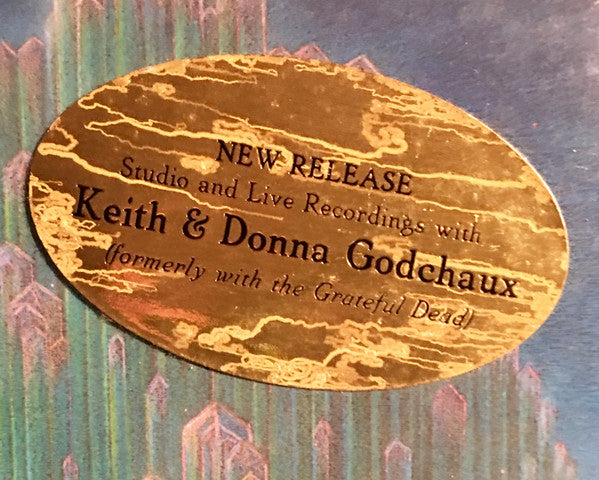 NEW RELEASE
Studio and Live Recordings with
Keith & Donna Godchaux
(formerly with the Grateful Dead)